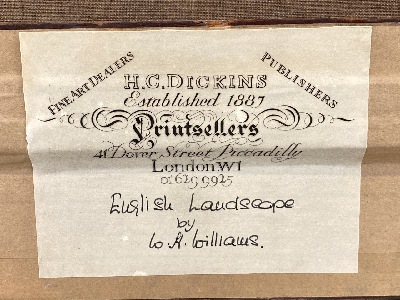 FINE ART DEALERS
PUBLISHERS
H.C. DICKINS
Established 1887
Printsellers
41 Dover Street Piccadilly
London W1
01 629 9925
English Landscape
by
W.H. Williams.